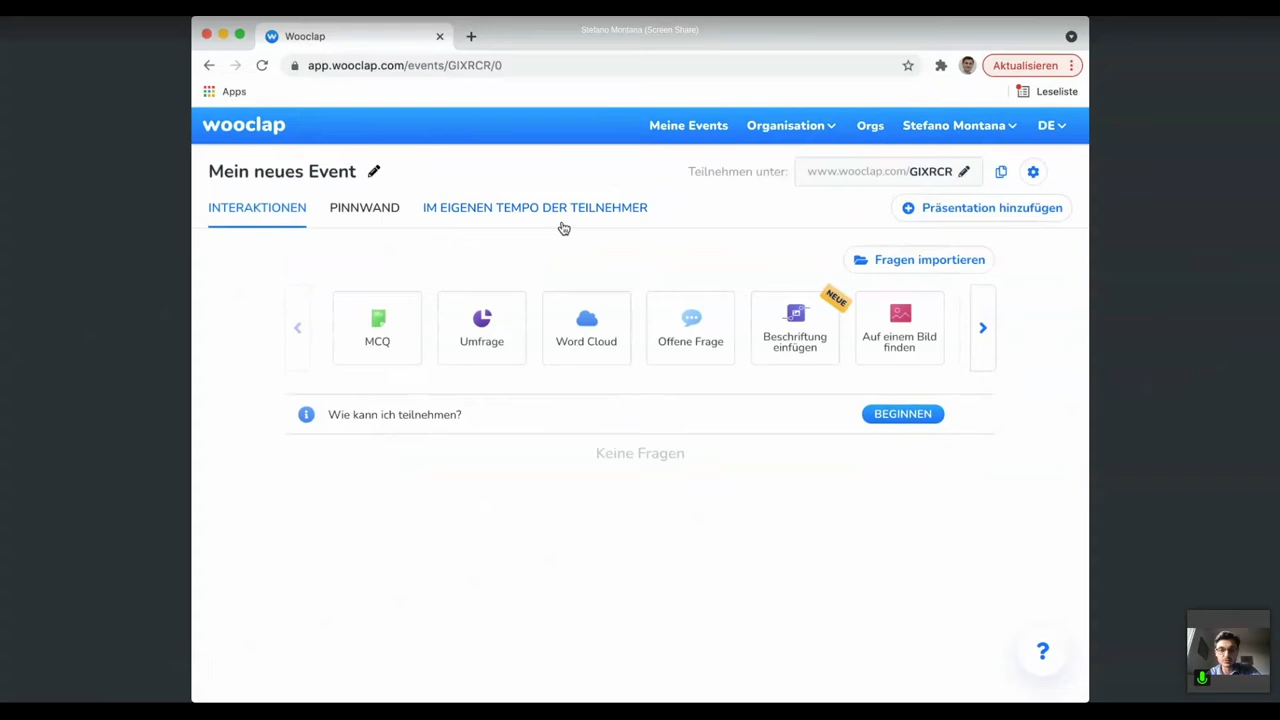 Stefano Montana (Screen Share)
Wooclap
app.wooclap.com/events/GIXRCR/0
Aktualisieren
Apps
Leseliste
wooclap
Meine Events
Organisation
Orgs
Stefano Montana
DE
Mein neues Event
Teilnehmen unter:
www.wooclap.com/GIXRCR
INTERAKTIONEN
PINNWAND
IM EIGENEN TEMPO DER TEILNEHMER
Präsentation hinzufügen
Fragen importieren
MCQ
Umfrage
Word Cloud
Offene Frage
NEUE
Beschriftung
einfügen
Auf einem Bild
finden
Wie kann ich teilnehmen?
BEGINNEN
Keine Fragen
?